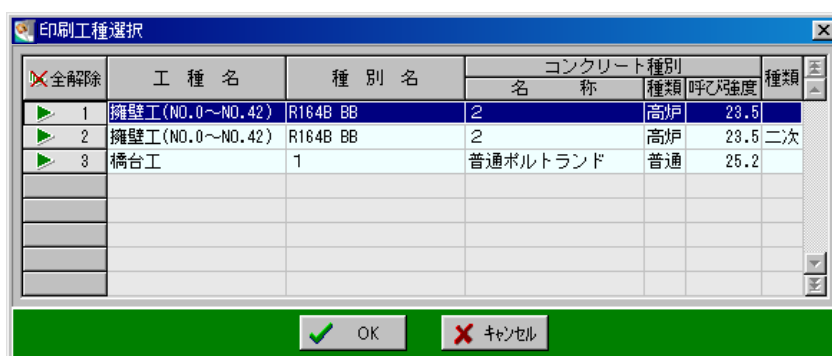 印刷工種選択
全解除 工 種 名 種 別 名 コンクリート種別 種類
名 称 種類 呼び強度
1 擁壁工(NO.0～NO.42) R164B BB 2 高炉 23.5
2 擁壁工(NO.0～NO.42) R164B BB 2 高炉 23.5 二次
3 橋台工 1 普通ポルトランド 普通 25.2
OK キャンセル